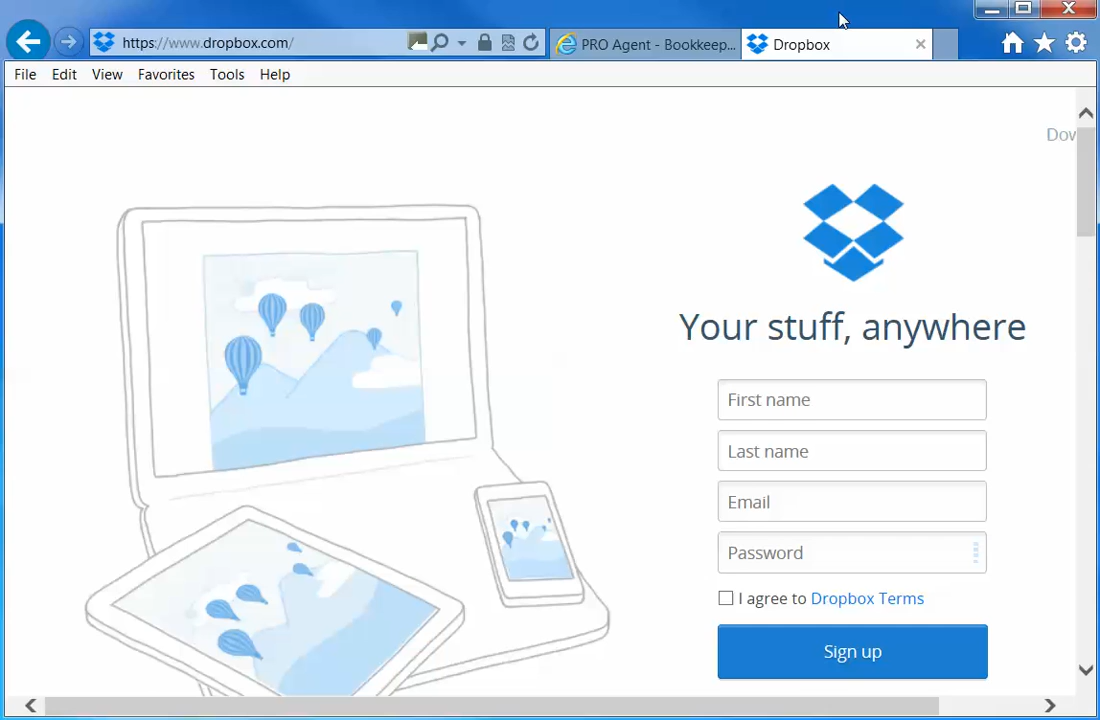 https://www.dropbox.com/
PRO Agent - Bookkeep...
Dropbox
File Edit View Favorites Tools Help
Your stuff, anywhere
First name
Last name
Email
Password
I agree to Dropbox Terms
Sign up